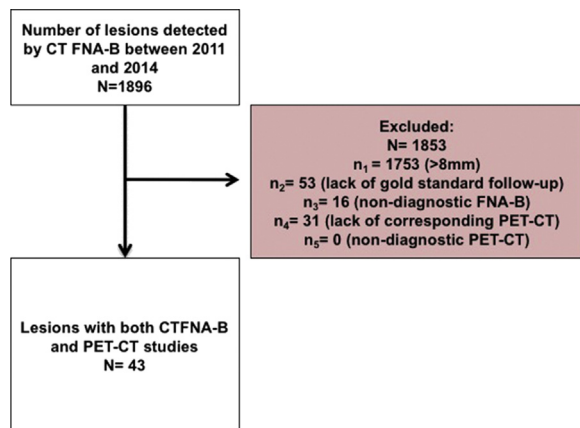 Number of lesions detected
by CT FNA-B between 2011
and 2014
N=1896
Excluded:
N= 1853
n₁ = 1753 (>8mm)
n₂= 53 (lack of gold standard follow-up)
n₃= 16 (non-diagnostic FNA-B)
n₄= 31 (lack of corresponding PET-CT)
n₅= 0 (non-diagnostic PET-CT)
Lesions with both CTFNA-B
and PET-CT studies
N= 43